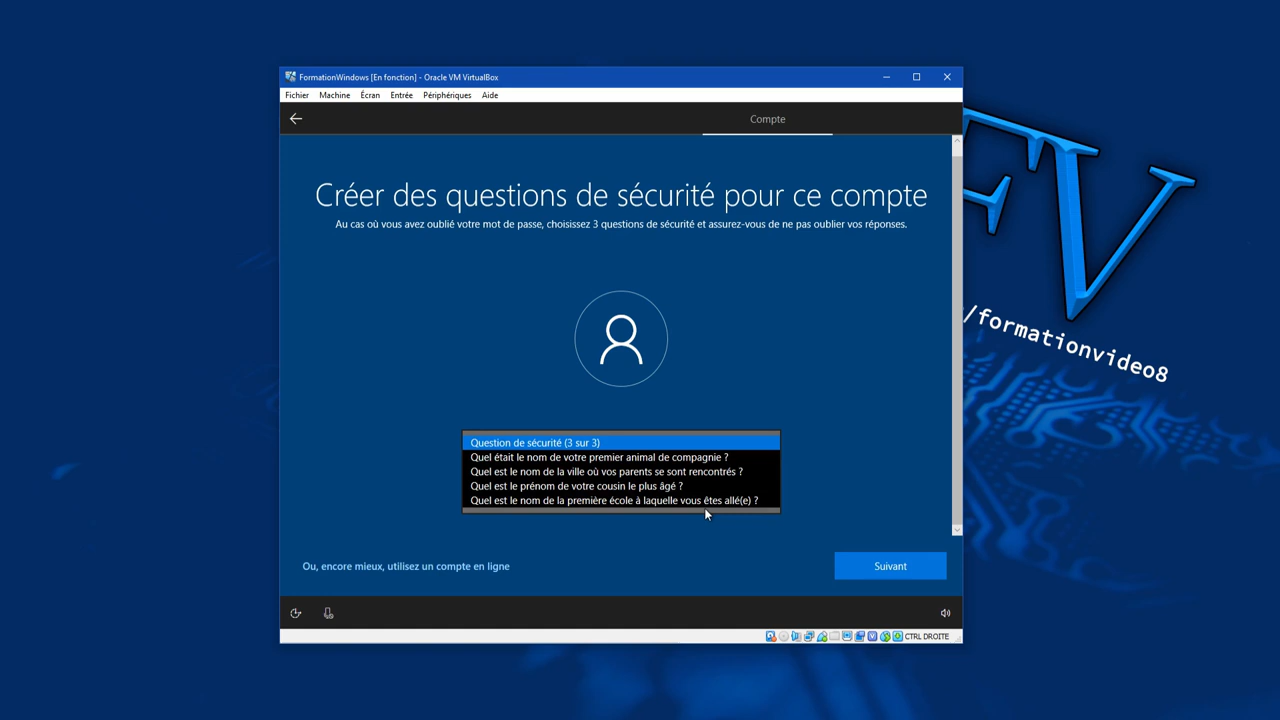 FormationWindows [En fonction] - Oracle VM VirtualBox
Fichier Machine Écran Entrée Périphériques Aide
Compte
Créer des questions de sécurité pour ce compte
Au cas où vous avez oublié votre mot de passe, choisissez 3 questions de sécurité et assurez-vous de ne pas oublier vos réponses.
FV
/formationvideo8
Question de sécurité (3 sur 3)
Quel était le nom de votre premier animal de compagnie ?
Quel est le nom de la ville où vos parents se sont rencontrés ?
Quel est le prénom de votre cousin le plus âgé ?
Quel est le nom de la première école à laquelle vous êtes allé(e) ?
Ou, encore mieux, utilisez un compte en ligne
Suivant
CTRL DROITE